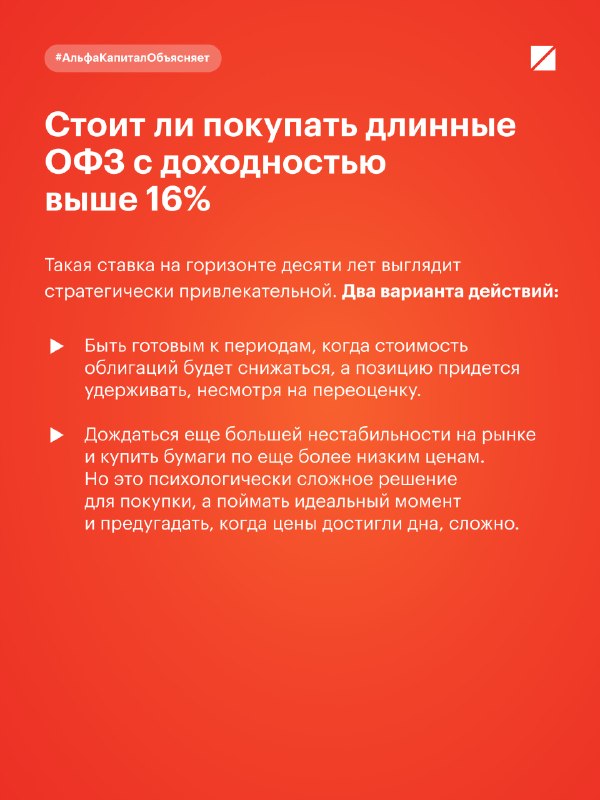 #АльфаКапиталОбъясняет
Стоит ли покупать длинные
ОФЗ с доходностью
выше 16%
Такая ставка на горизонте десяти лет выглядит
стратегически привлекательной. Два варианта действий:
Быть готовым к периодам, когда стоимость
облигаций будет снижаться, а позицию придется
удерживать, несмотря на переоценку.
Дождаться еще большей нестабильности на рынке
и купить бумаги по еще более низким ценам.
Но это психологически сложное решение
для покупки, а поймать идеальный момент
и предугадать, когда цены достигли дна, сложно.